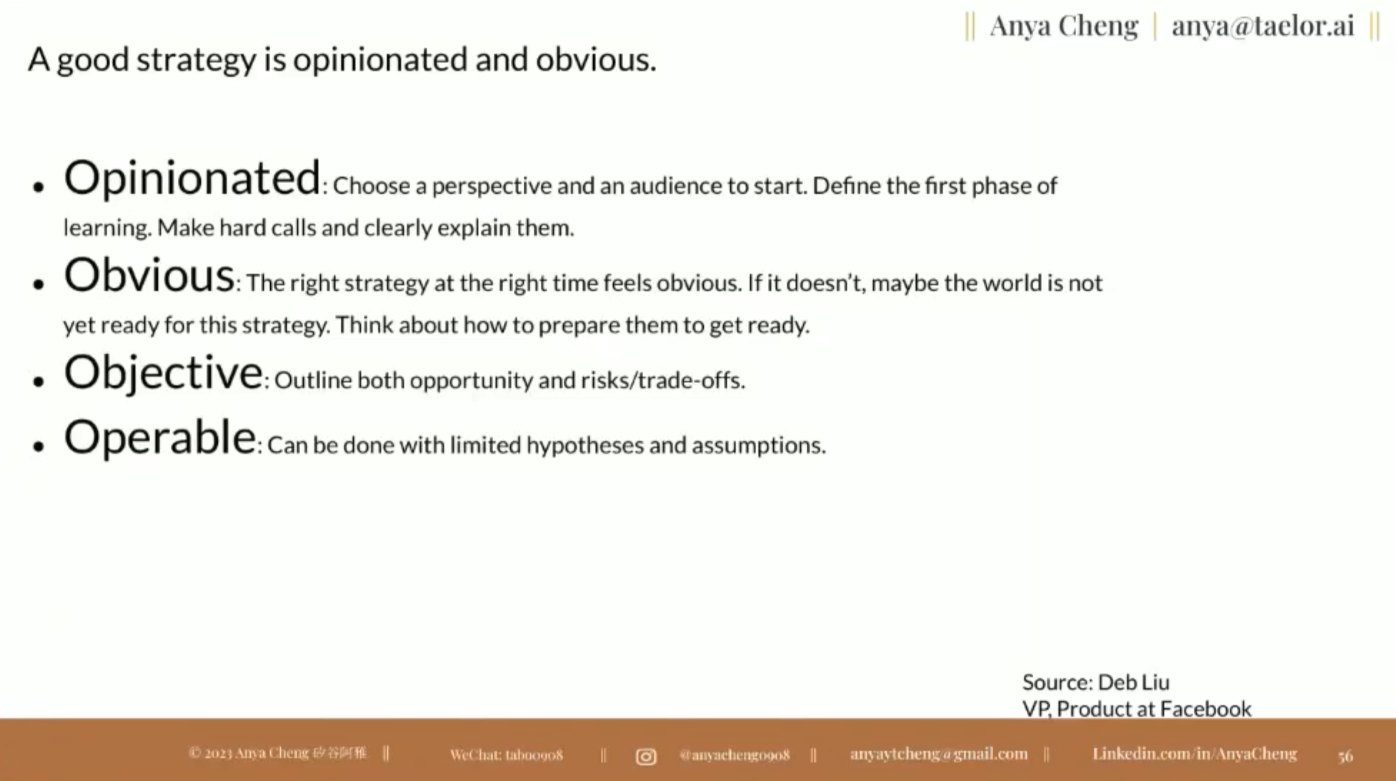 || Anya Cheng | anya@taelor.ai ||
A good strategy is opinionated and obvious.
• Opinionated: Choose a perspective and an audience to start. Define the first phase of
learning. Make hard calls and clearly explain them.
• Obvious: The right strategy at the right time feels obvious. If it doesn't, maybe the world is not
yet ready for this strategy. Think about how to prepare them to get ready.
• Objective: Outline both opportunity and risks/trade-offs.
• Operable: Can be done with limited hypotheses and assumptions.
Source: Deb Liu
VP, Product at Facebook
© 2023 Anya Cheng 矽谷阿雅 || WeChat: tab00908 || @anyacheng0908 || anyaytcheng@gmail.com || Linkedin.com/in/AnyaCheng 56